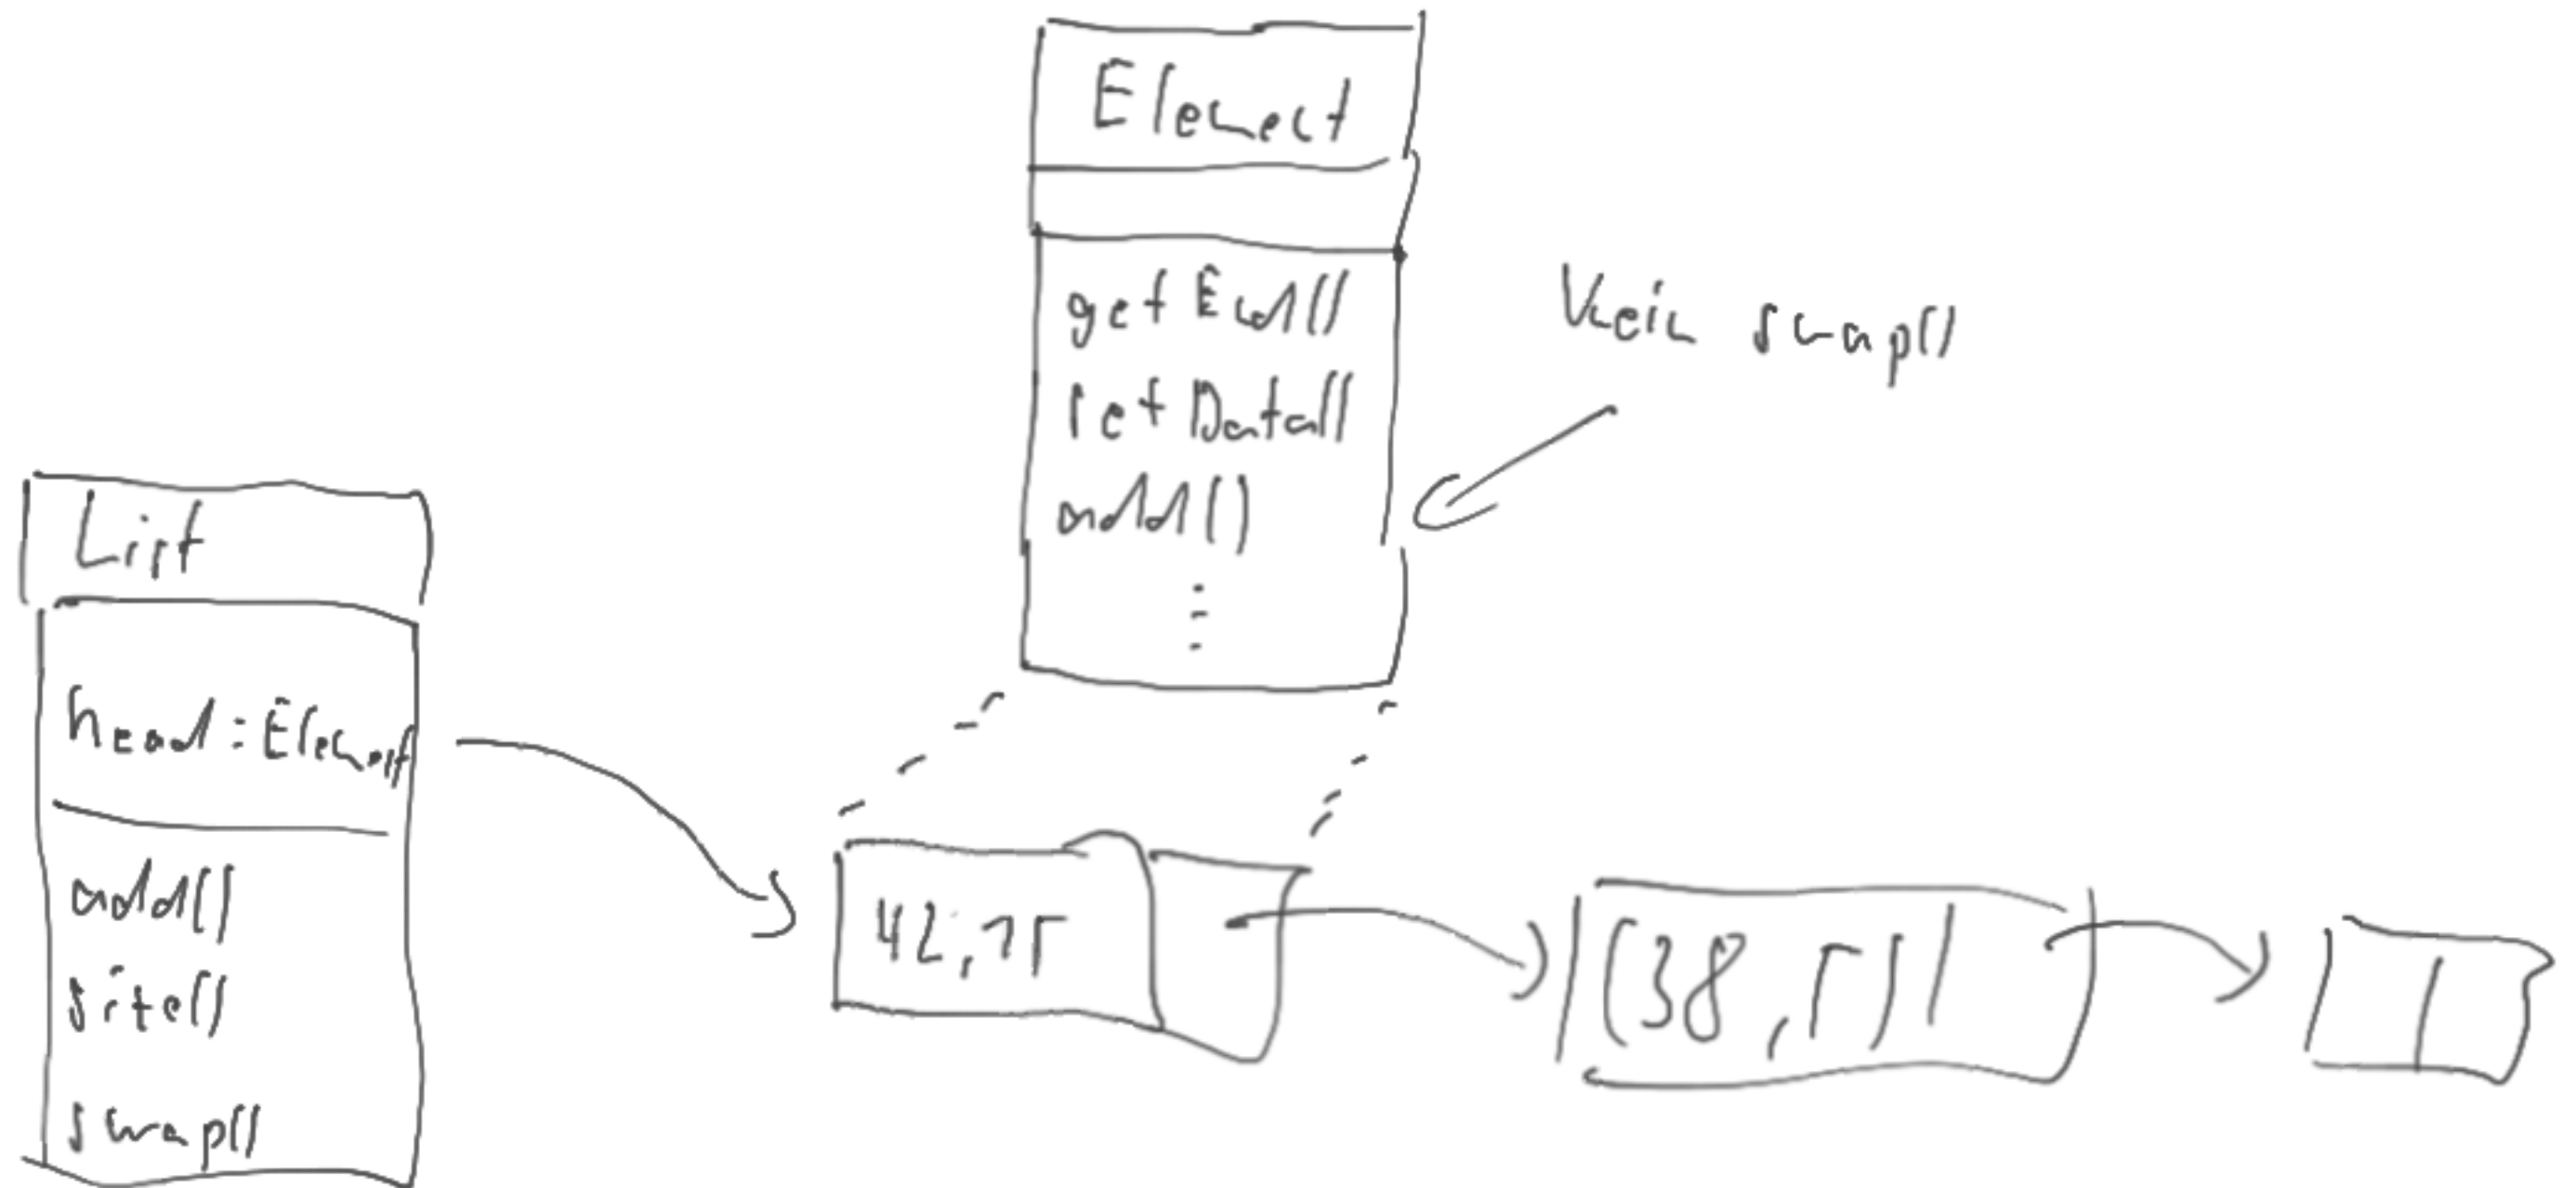 Element
getEnd()
setData()
add()
⋮
Kein swap()
List
head: Element
add()
size()
swap()
42,75
(38,5)